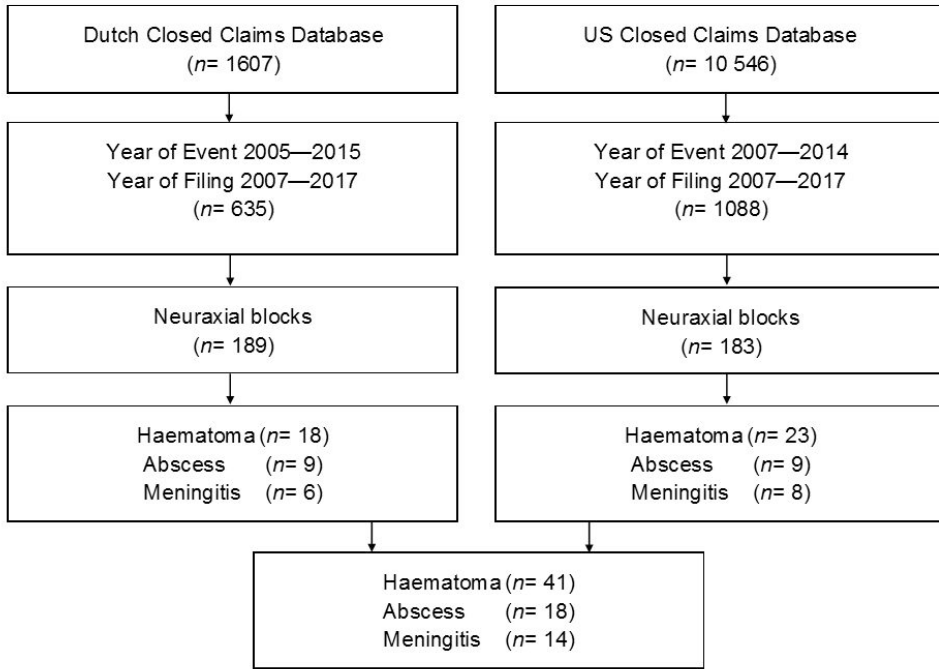 Dutch Closed Claims Database
(n= 1607)
US Closed Claims Database
(n= 10 546)
Year of Event 2005—2015
Year of Filing 2007—2017
(n= 635)
Year of Event 2007—2014
Year of Filing 2007—2017
(n= 1088)
Neuraxial blocks
(n= 189)
Neuraxial blocks
(n= 183)
Haematoma (n= 18)
Abscess (n= 9)
Meningitis (n= 6)
Haematoma (n= 23)
Abscess (n= 9)
Meningitis (n= 8)
Haematoma (n= 41)
Abscess (n= 18)
Meningitis (n= 14)